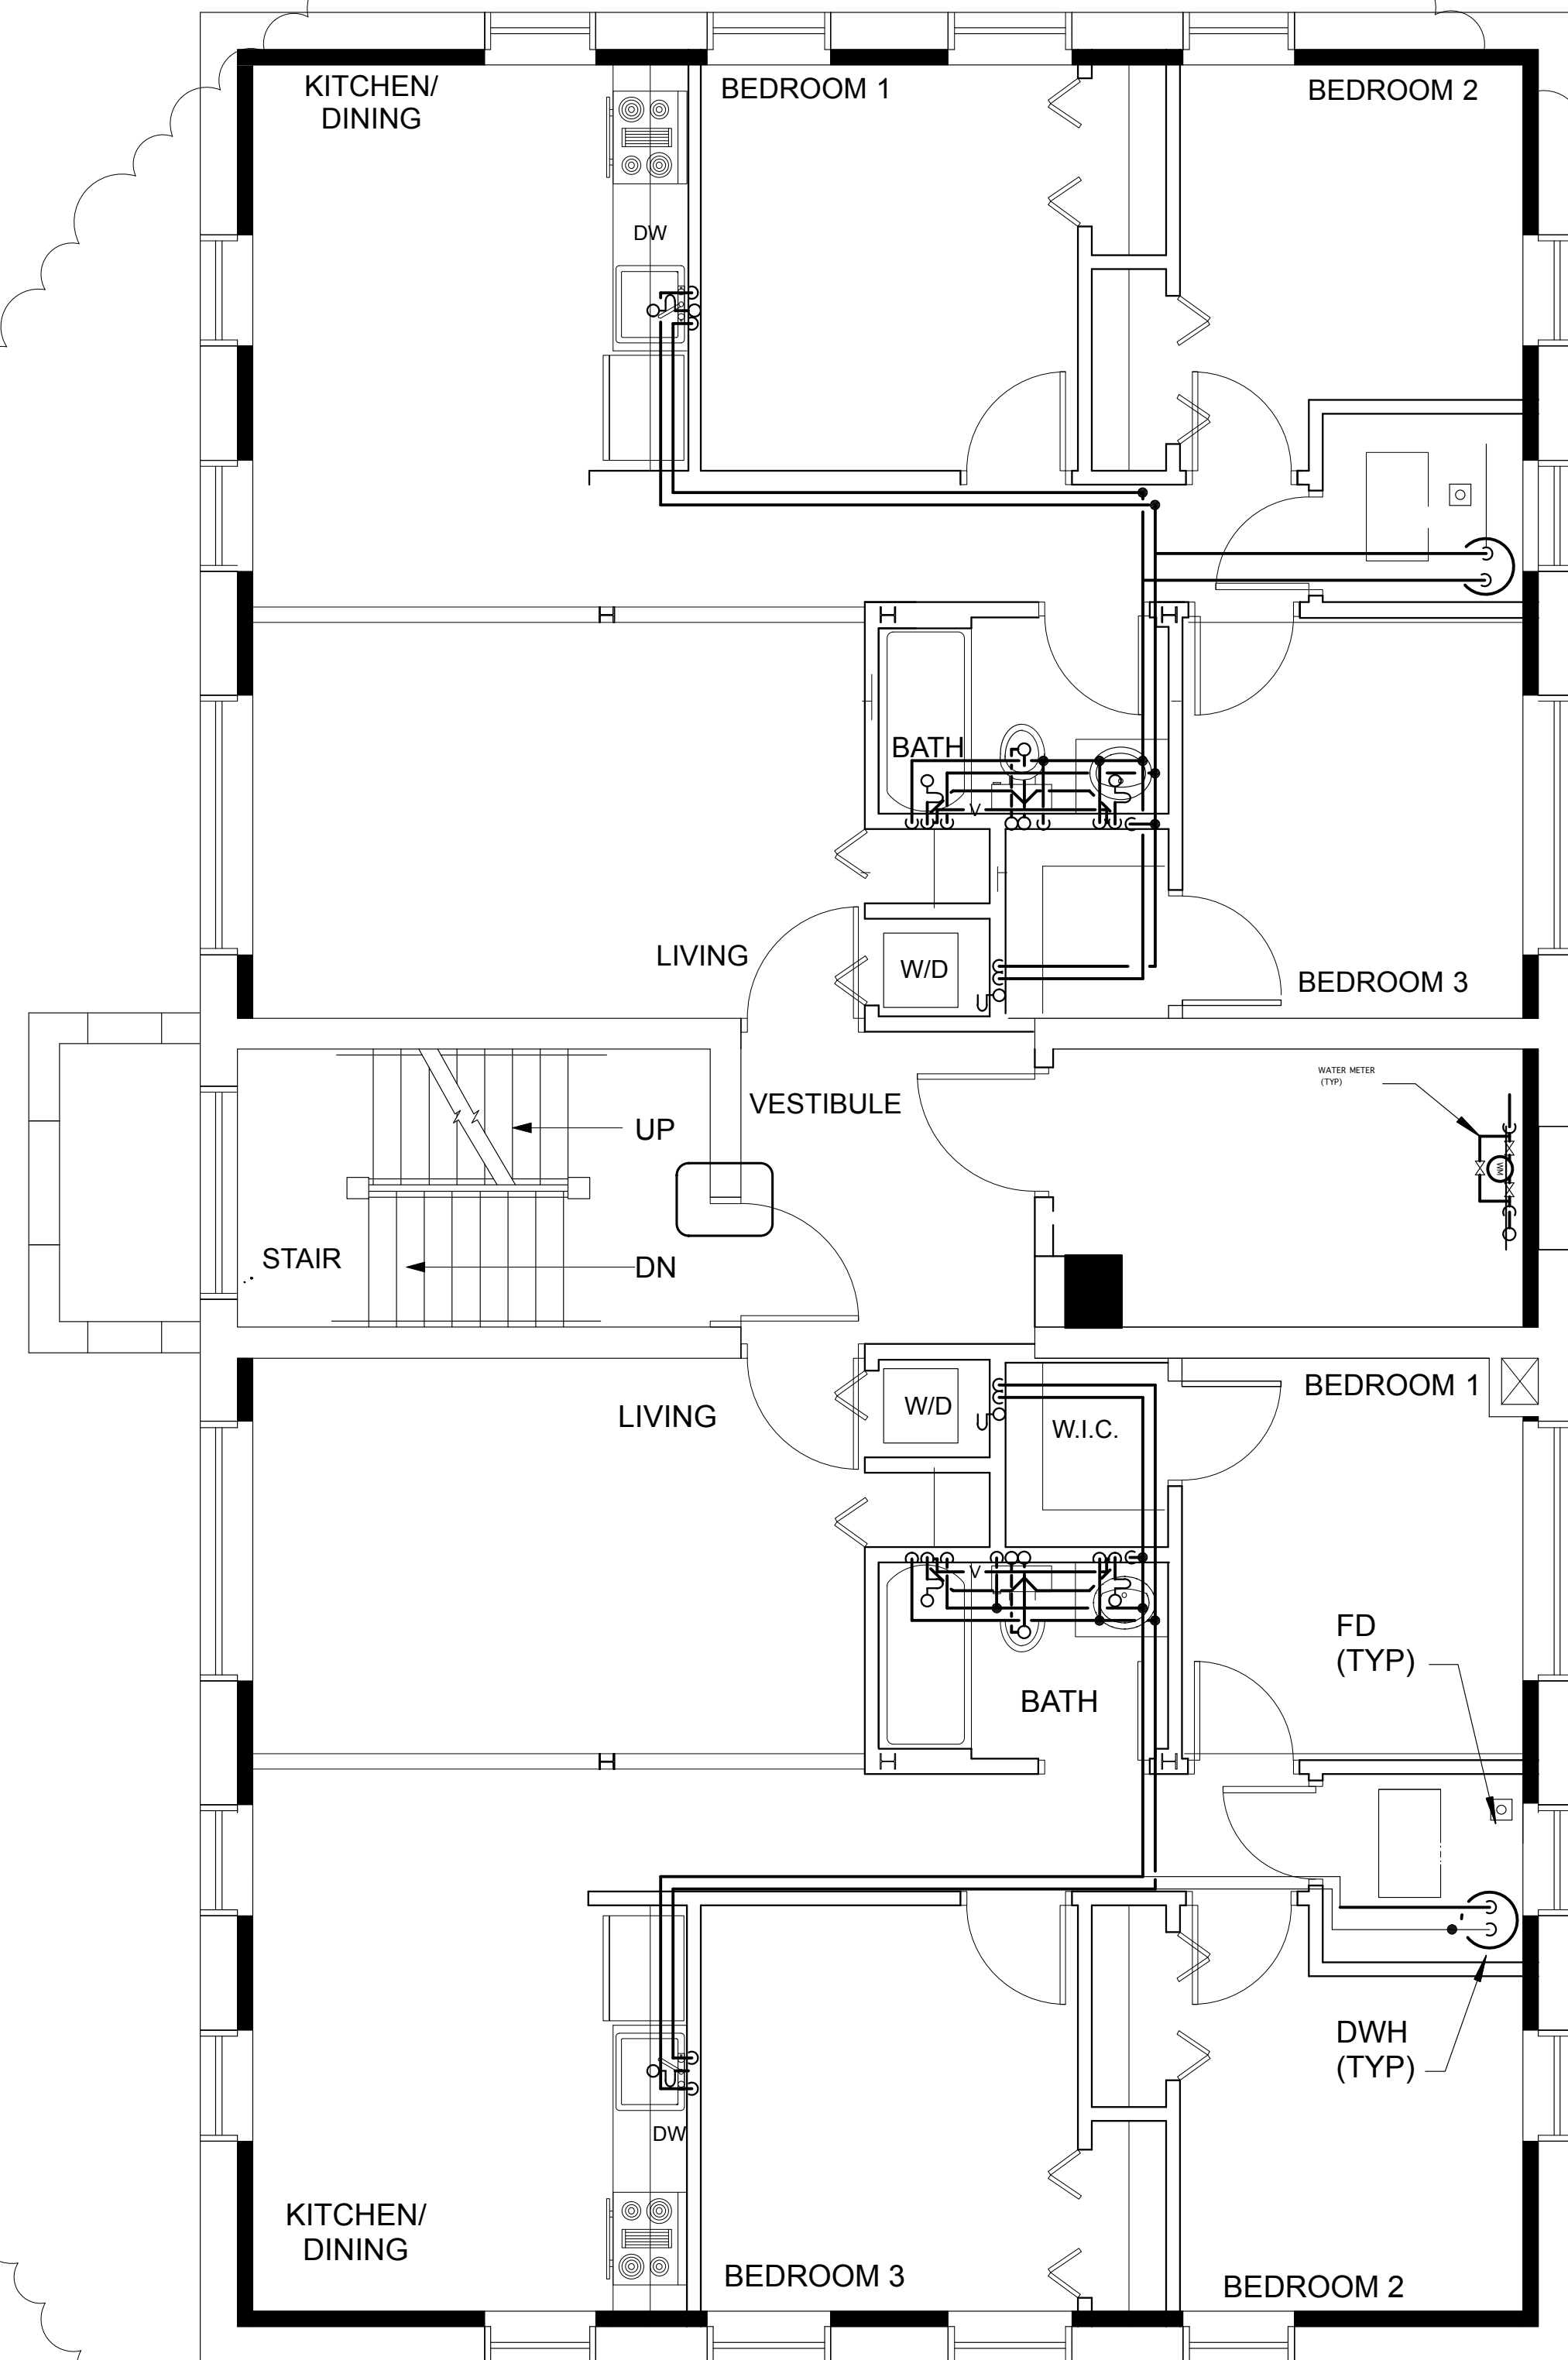 KITCHEN/
DINING
BEDROOM 1
BEDROOM 2
DW
H
H
H
BATH
V
LIVING
W/D
BEDROOM 3
WATER METER
(TYP)
VESTIBULE
UP
WM
STAIR
DN
BEDROOM 1
LIVING
W/D
W.I.C.
V
FD
(TYP)
BATH
H
H
H
DWH
(TYP)
DW
KITCHEN/
DINING
BEDROOM 3
BEDROOM 2